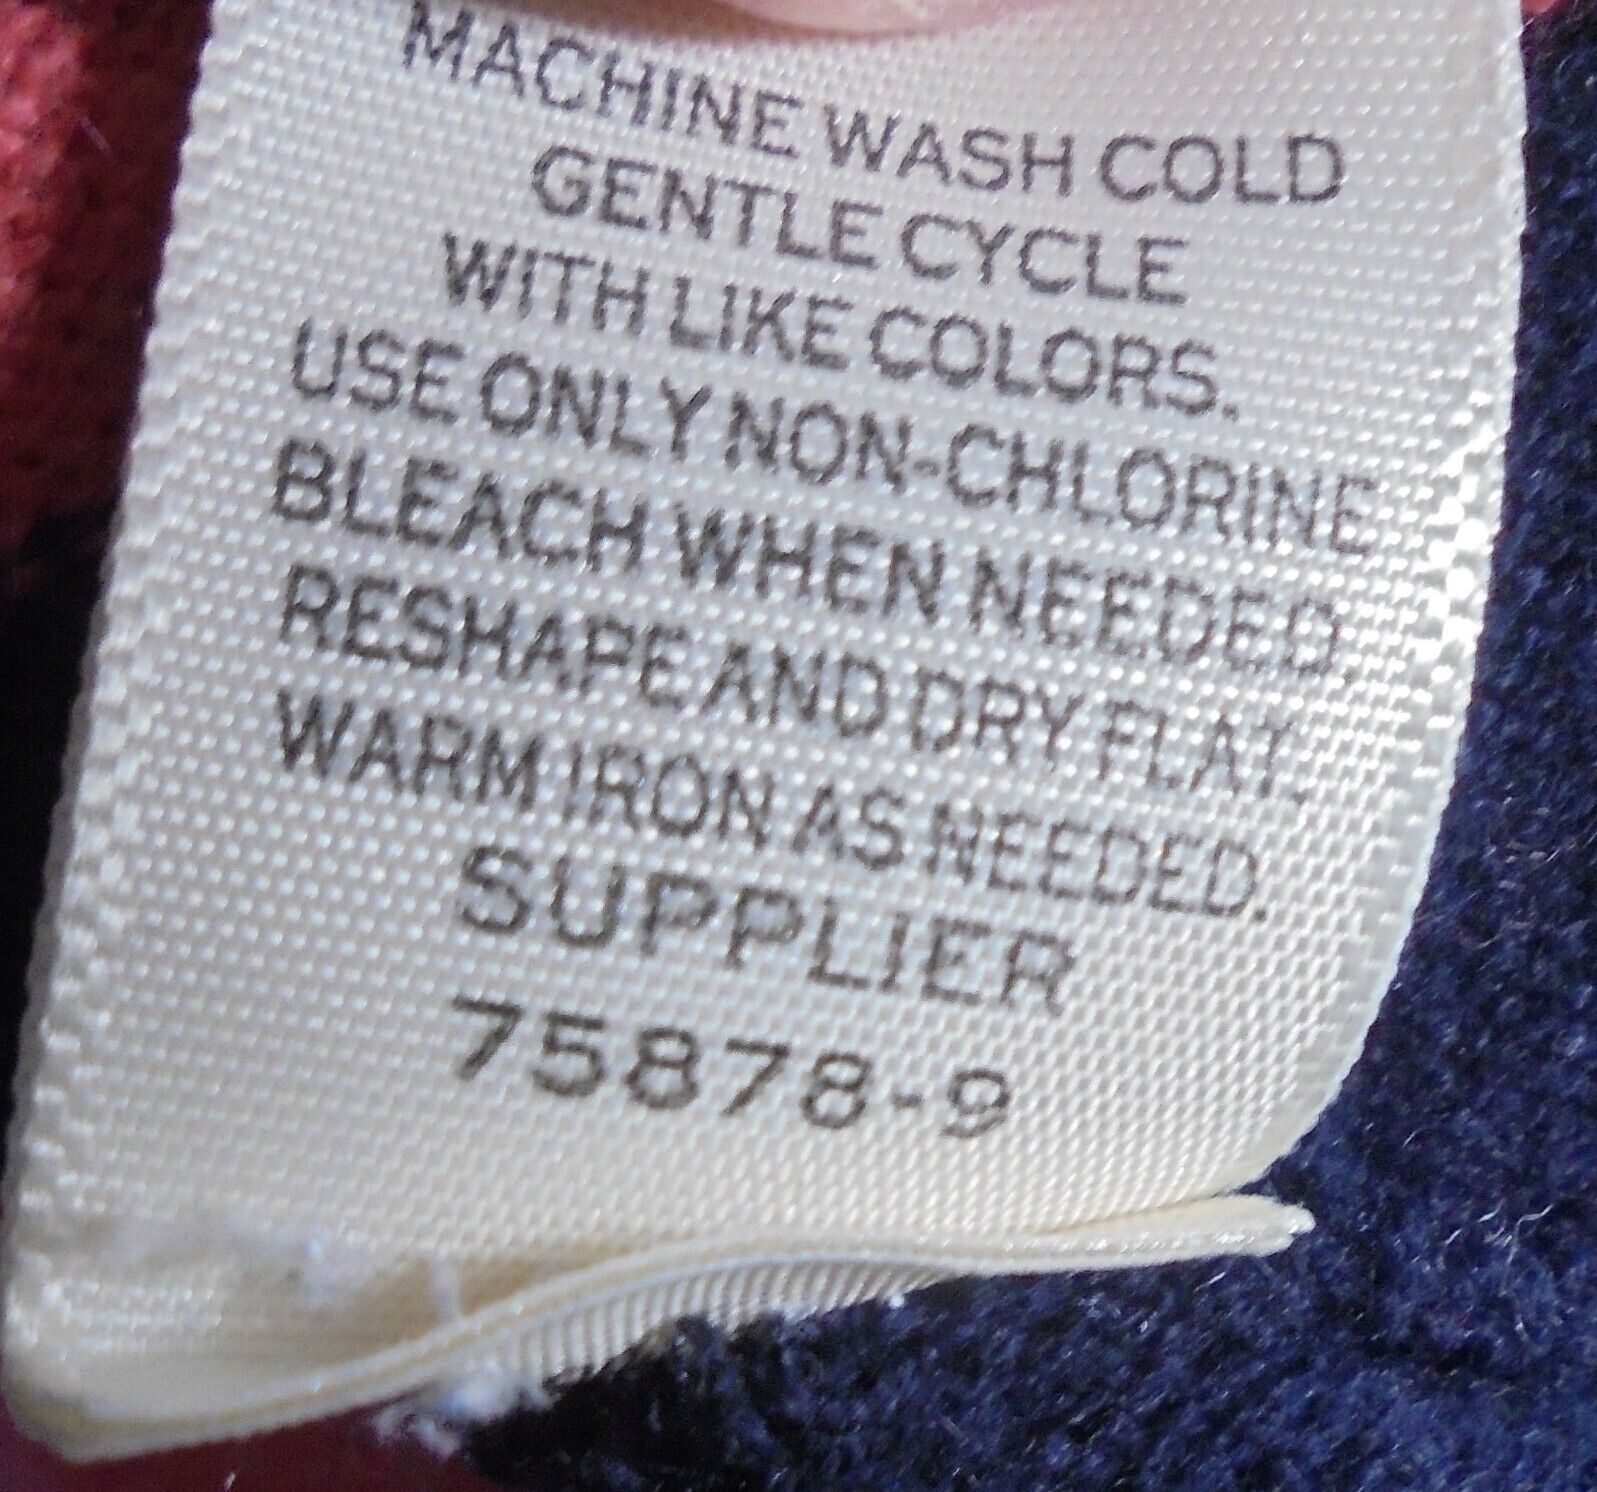 MACHINE WASH COLD
GENTLE CYCLE
WITH LIKE COLORS.
USE ONLY NON-CHLORINE
BLEACH WHEN NEEDED.
RESHAPE AND DRY FLAT.
WARM IRON AS NEEDED.
SUPPLIER
75878-9